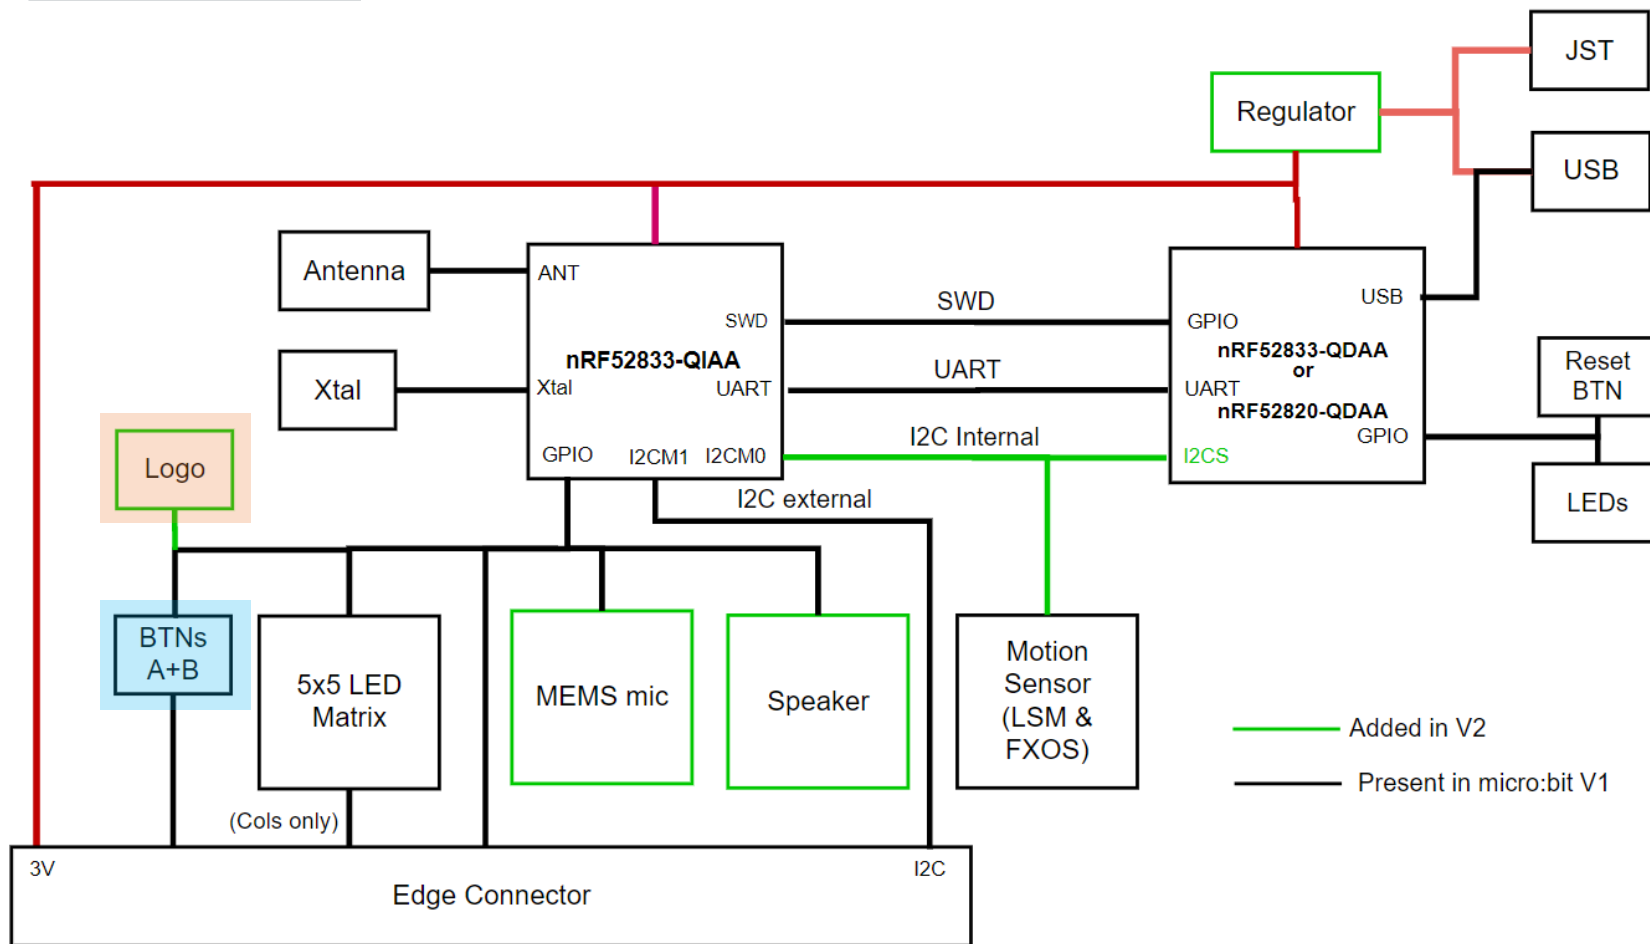 JST
Regulator
USB
Antenna
ANT
SWD
SWD
USB
GPIO
nRF52833-QIAA
nRF52833-QDAA
or
nRF52820-QDAA
Xtal
Xtal
UART
UART
UART
GPIO
Reset
BTN
I2C Internal
GPIO
I2CM1
I2CM0
I2CS
Logo
I2C external
LEDs
BTNs
A+B
5x5 LED
Matrix
MEMS mic
Speaker
Motion
Sensor
(LSM &
FXOS)
Added in V2
Present in micro:bit V1
(Cols only)
3V
I2C
Edge Connector